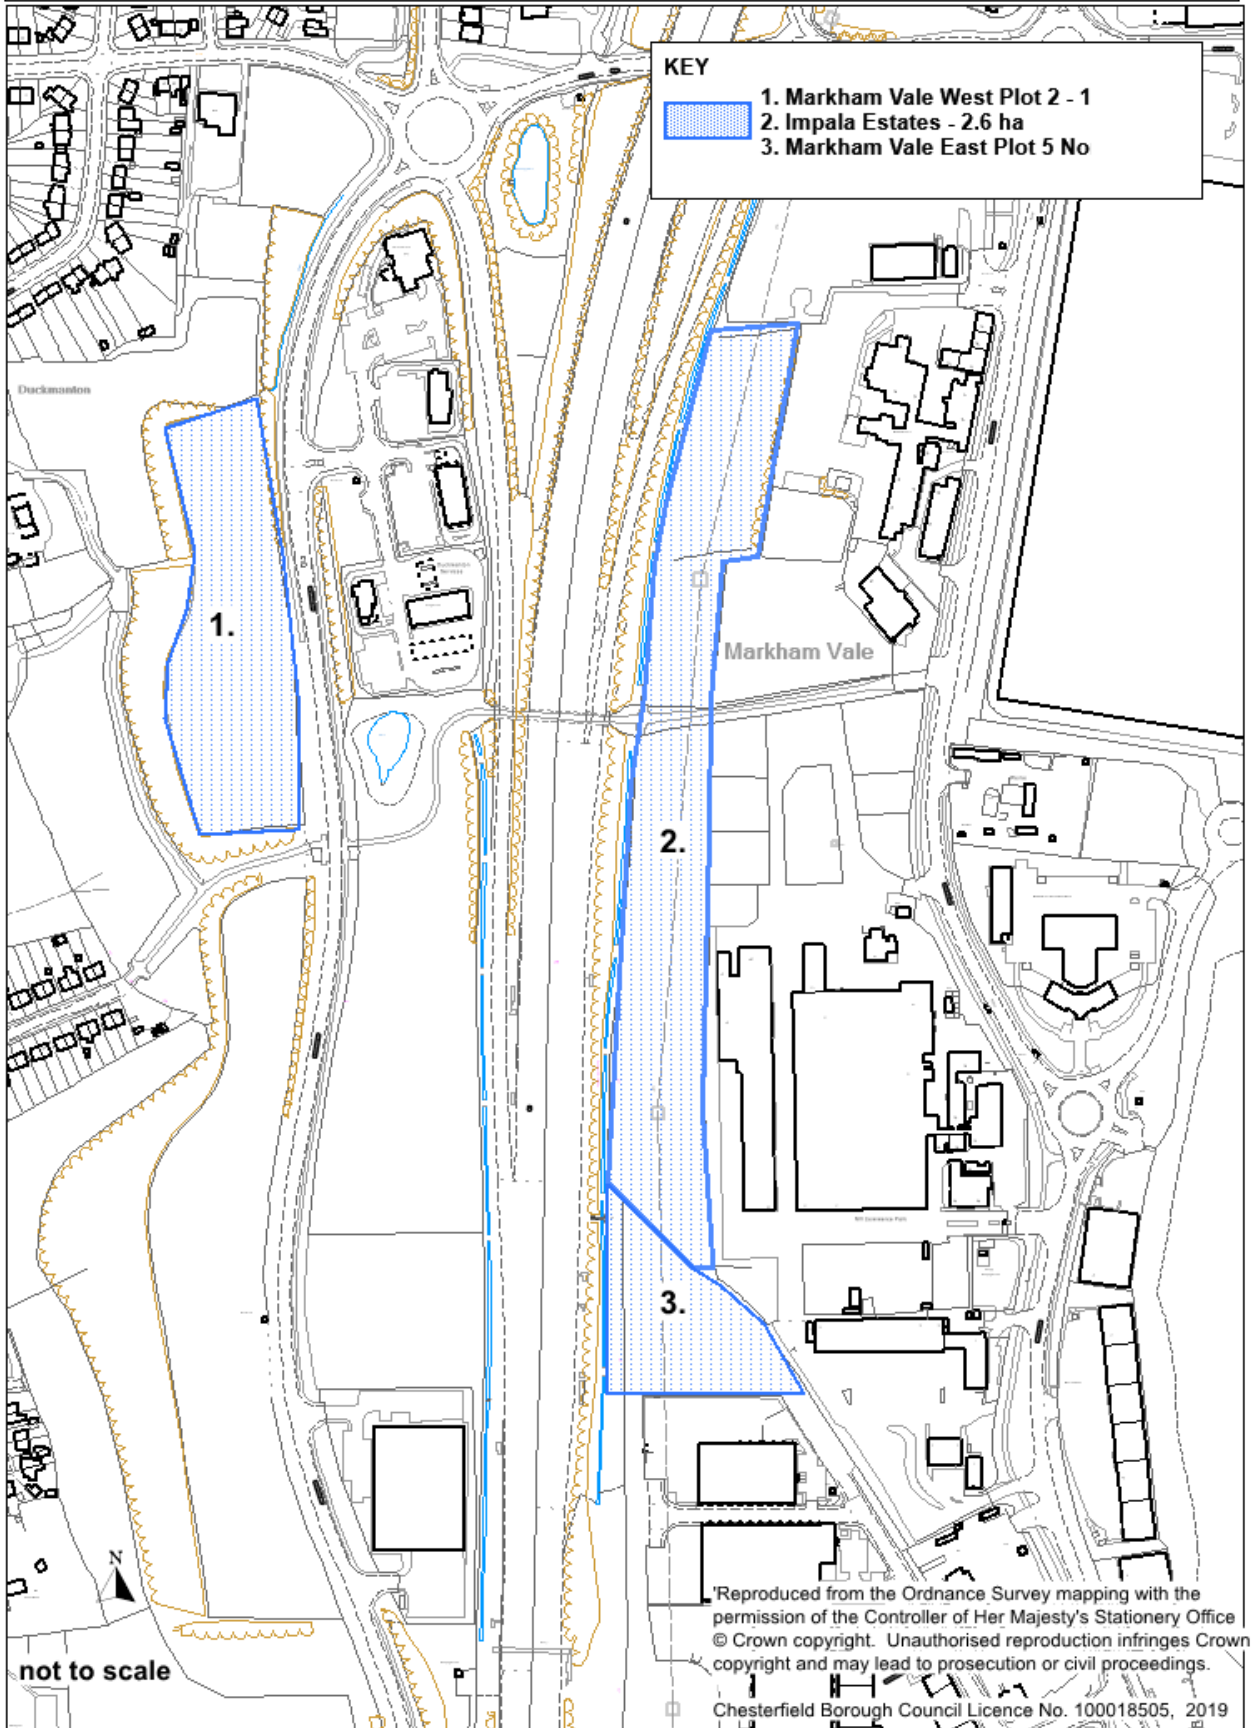 KEY
1. Markham Vale West Plot 2 - 1
2. Impala Estates - 2.6 ha
3. Markham Vale East Plot 5 No
Duckmanton
Duckmanton
Services
1.
Markham Vale
2.
3.
N
not to scale
'Reproduced from the Ordnance Survey mapping with the
permission of the Controller of Her Majesty's Stationery Office
© Crown copyright.  Unauthorised reproduction infringes Crown
copyright and may lead to prosecution or civil proceedings.
Chesterfield Borough Council Licence No. 100018505,  2019